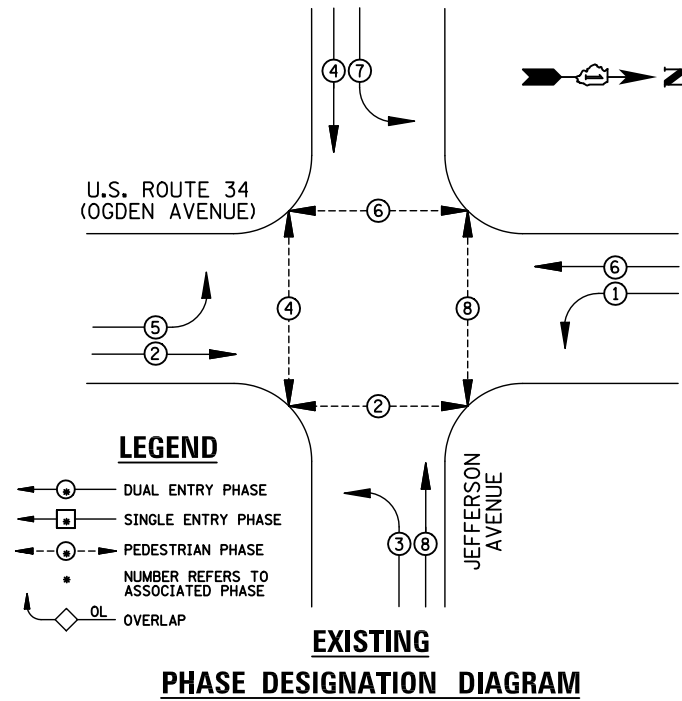 4 7
N
U.S. ROUTE 34
(OGDEN AVENUE)
6
6
1
4
8
5
2
2
LEGEND
* DUAL ENTRY PHASE
* SINGLE ENTRY PHASE
* PEDESTRIAN PHASE
* NUMBER REFERS TO
ASSOCIATED PHASE
OL OVERLAP
3 8
JEFFERSON
AVENUE
EXISTING
PHASE DESIGNATION DIAGRAM